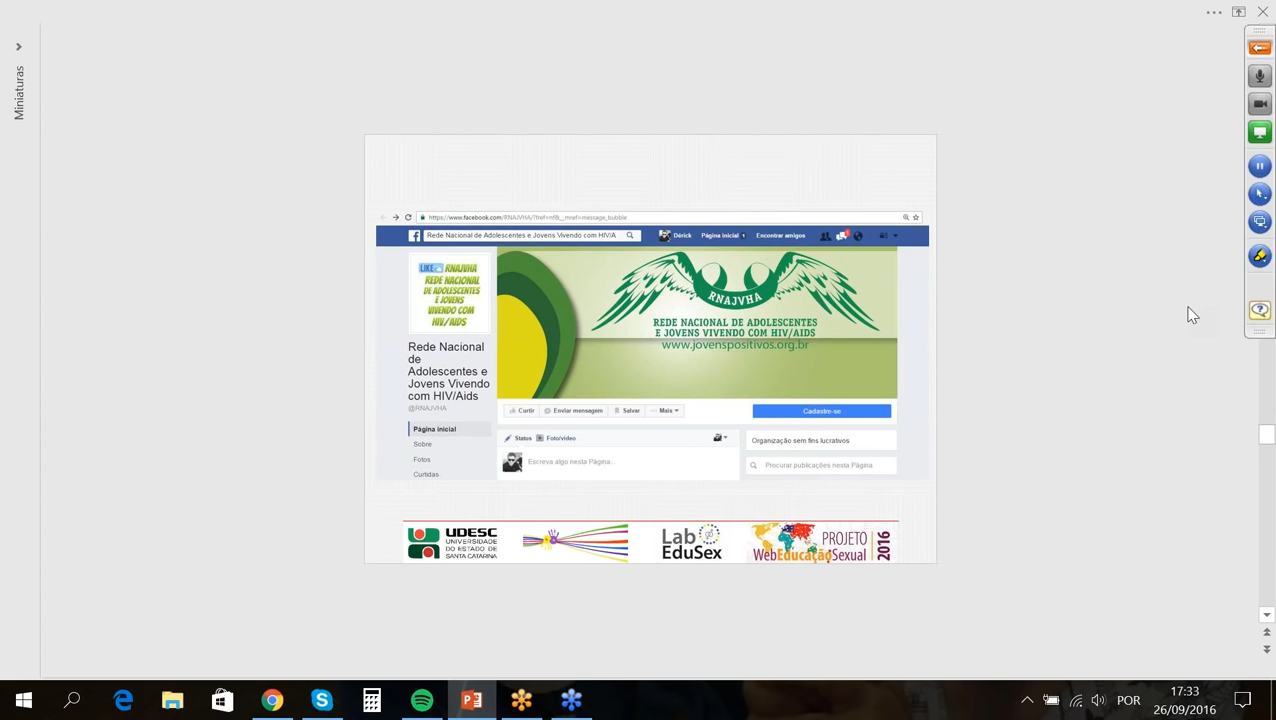 Miniaturas
https://www.facebook.com/RNAJVHA/?fref=nf&__mref=message_bubble
Rede Nacional de Adolescentes e Jovens Vivendo com HIV/A
Dérick
Página inicial 1
Encontrar amigos
LIKE RNAJVHA
REDE NACIONAL
DE ADOLESCENTES
E JOVENS
VIVENDO COM
HIV/AIDS
RNAJVHA
REDE NACIONAL DE ADOLESCENTES
E JOVENS VIVENDO COM HIV/AIDS
www.jovenspositivos.org.br
Rede Nacional
de
Adolescentes e
Jovens Vivendo
com HIV/Aids
@RNAJVHA
Curtir
Enviar mensagem
Salvar
Mais
Cadastre-se
Página inicial
Sobre
Fotos
Curtidas
Status
Foto/vídeo
Escreva algo nesta Página...
Organização sem fins lucrativos
Procurar publicações nesta Página
UDESC
UNIVERSIDADE
DO ESTADO DE
SANTA CATARINA
Lab
EduSex
PROJETO
WebEducaçãoSexual
2016
POR
17:33
26/09/2016